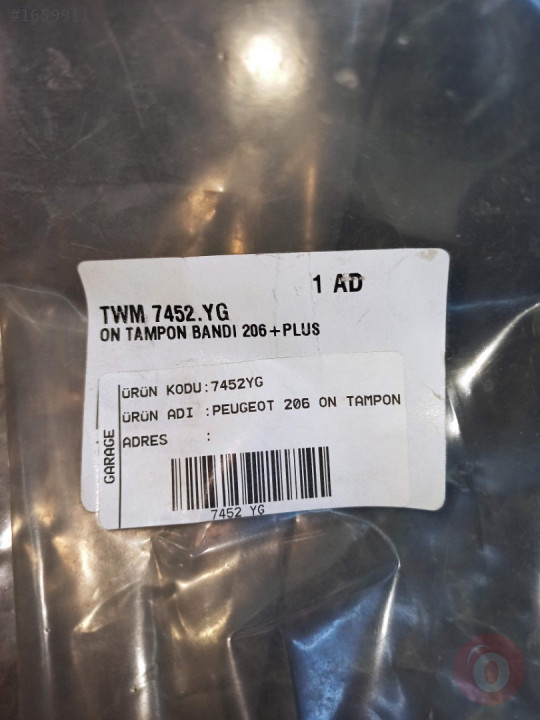 #1659911
1 AD
TWM 7452.YG
ON TAMPON BANDI 206+PLUS
ÜRÜN KODU:7452YG
ÜRÜN ADI :PEUGEOT 206 ON TAMPON
ADRES :
GARAGE
7452 YG